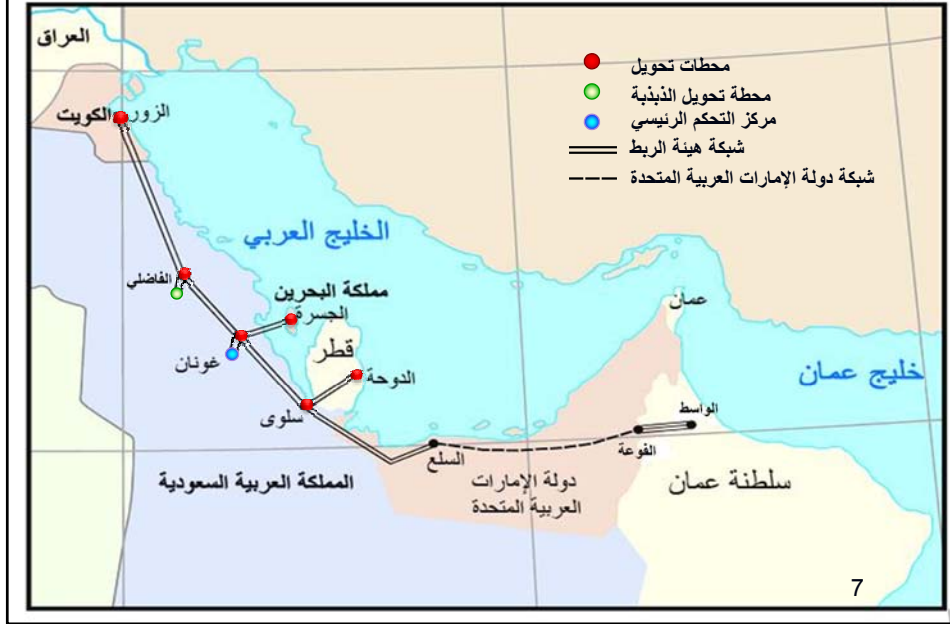 العراق
محطات تحويل
محطة تحويل الذبذبة
مركز التحكم الرئيسي
شبكة هيئة الربط
شبكة دولة الإمارات العربية المتحدة
الكويت
الزور
الخليج العربي
الفاضلي
مملكة البحرين
الجسرة
عمان
قطر
غونان
الدوحة
خليج عمان
سلوى
الواسط
السلع
الفوعة
المملكة العربية السعودية
دولة الإمارات
العربية المتحدة
سلطنة عمان
7